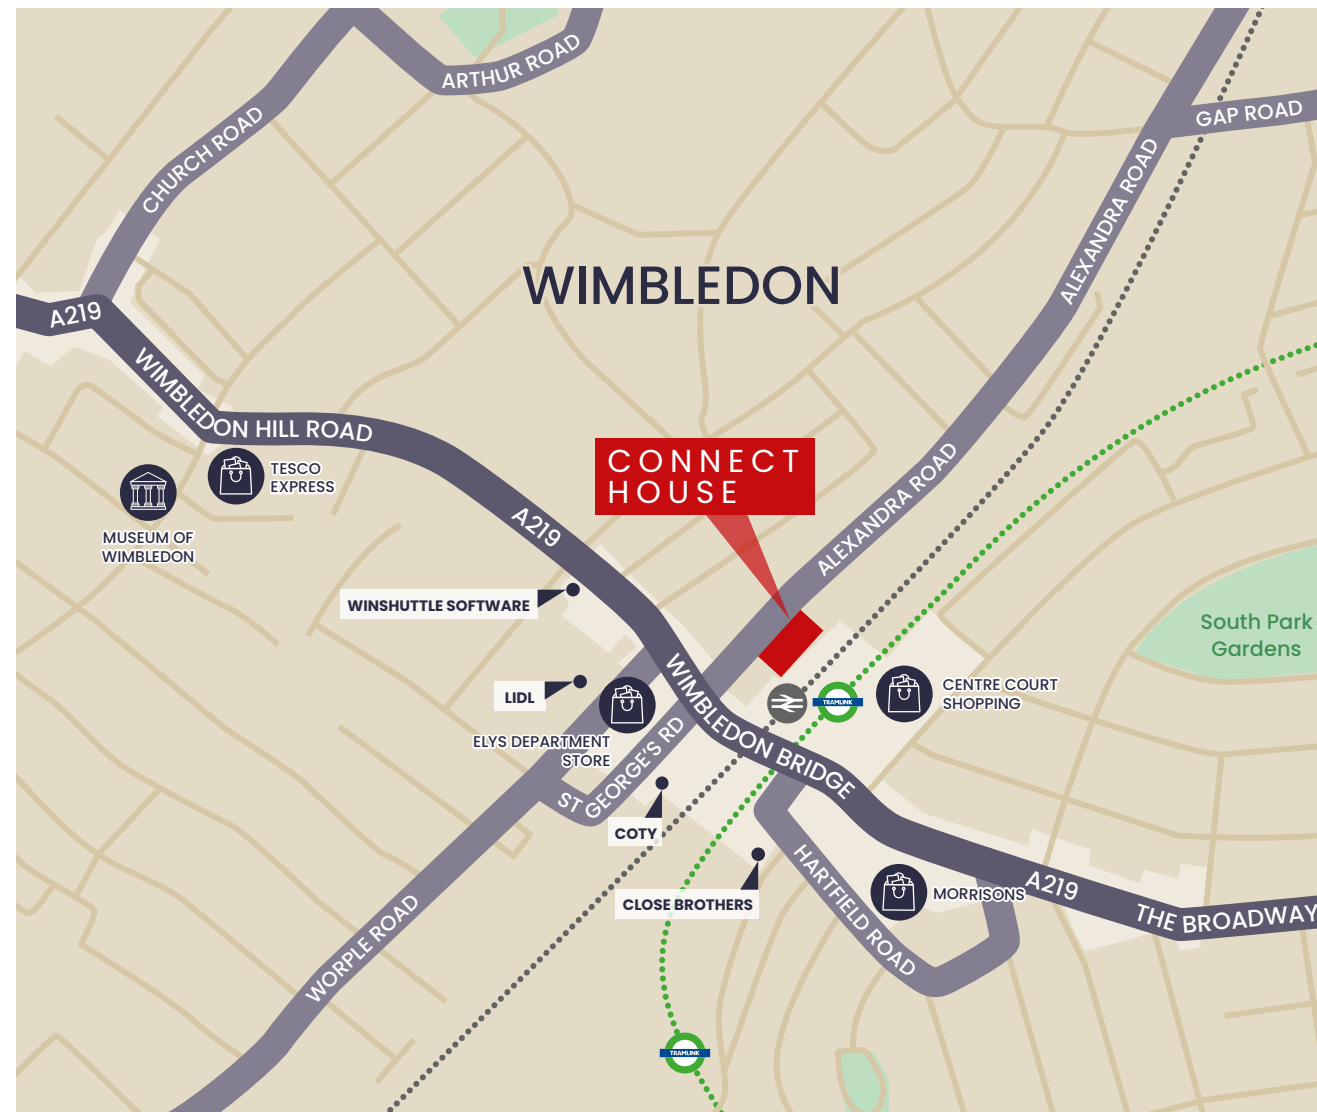 ARTHUR ROAD
GAP ROAD
CHURCH ROAD
ALEXANDRA ROAD
WIMBLEDON
A219
WIMBLEDON HILL ROAD
CONNECT
HOUSE
TESCO
EXPRESS
MUSEUM OF
WIMBLEDON
A219
ALEXANDRA ROAD
WINSHUTTLE SOFTWARE
South Park
Gardens
LIDL
WIMBLEDON BRIDGE
TRAMLINK
CENTRE COURT
SHOPPING
ELYS DEPARTMENT
STORE
ST GEORGE'S RD
COTY
CLOSE BROTHERS
HARTFIELD ROAD
MORRISONS
A219
THE BROADWAY
WORPLE ROAD
TRAMLINK